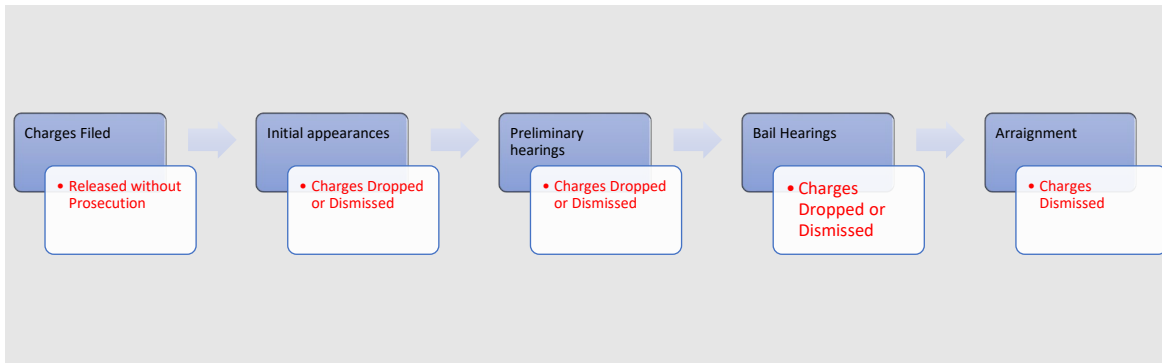 Charges Filed
• Released without
Prosecution
Initial appearances
• Charges Dropped
or Dismissed
Preliminary
hearings
• Charges Dropped
or Dismissed
Bail Hearings
• Charges
Dropped or
Dismissed
Arraignment
• Charges
Dismissed